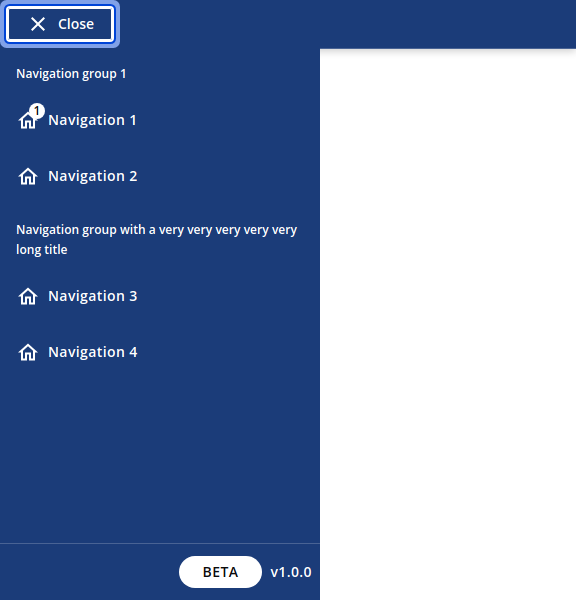 Close
Navigation group 1
1
Navigation 1
Navigation 2
Navigation group with a very very very very very
long title
Navigation 3
Navigation 4
BETA v1.0.0